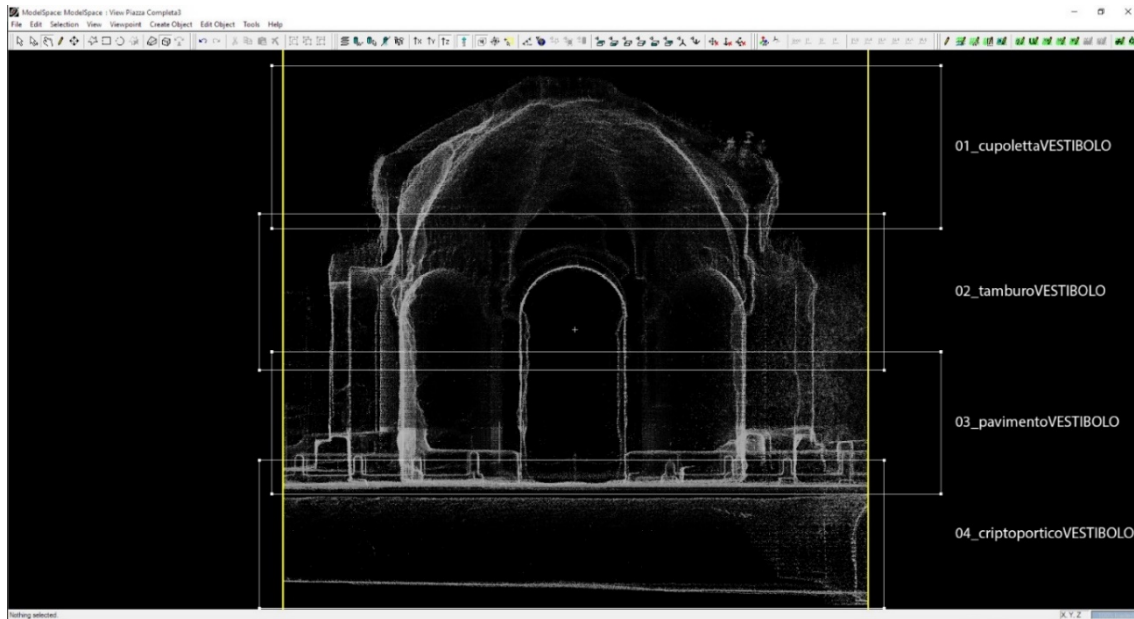 ModelSpace: ModelSpace : View Piazza Completa3
File Edit Selection View Viewpoint Create Object Edit Object Tools Help
01_cupolettaVESTIBOLO
02_tamburoVESTIBOLO
03_pavimentoVESTIBOLO
04_criptoporticoVESTIBOLO
Nothing selected.
X, Y, Z